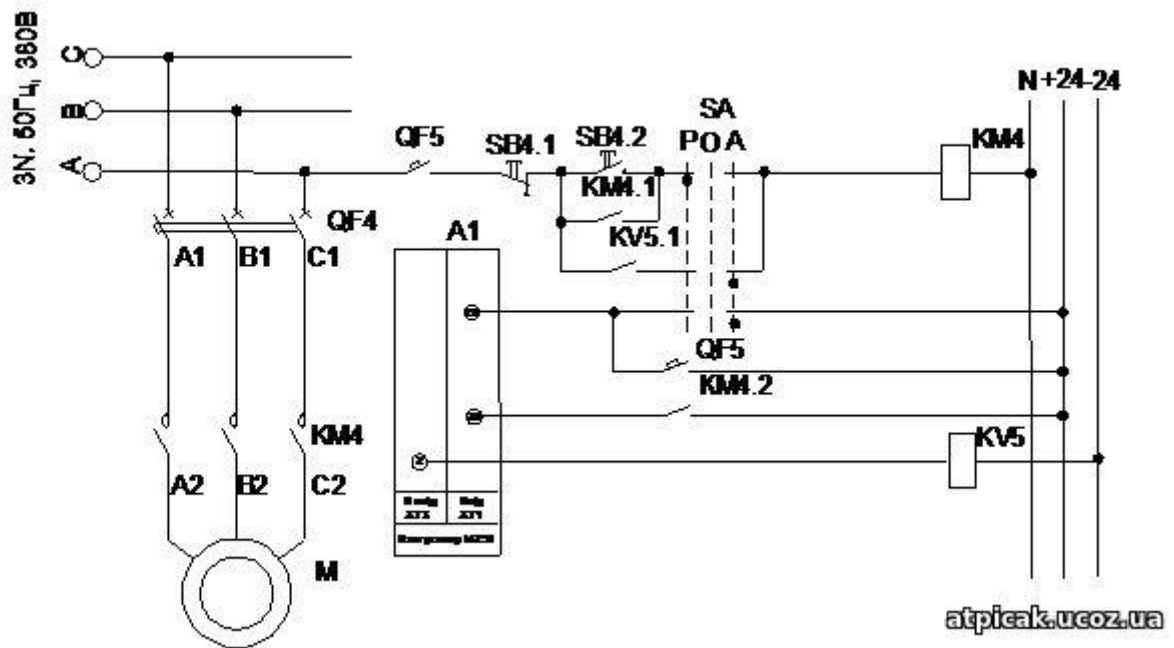 3N. 50Гц, 380В
C
B
A
QF5
SB4.1
SB4.2
SA
P O A
N +24 -24
KM4
KM4.1
KV5.1
QF4
A1
A1 B1 C1
QF5
KM4.2
KM4
KV5
A2 B2 C2
M
atpicak.ucoz.ua